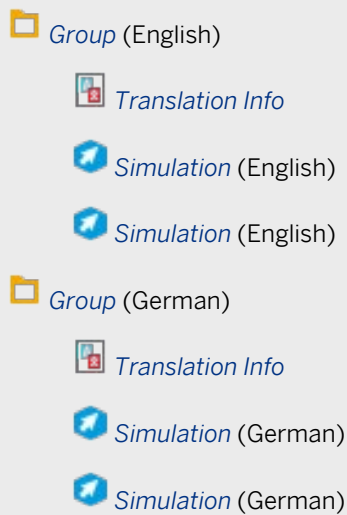 Group (English)
Translation Info
Simulation (English)
Simulation (English)
Group (German)
Translation Info
Simulation (German)
Simulation (German)